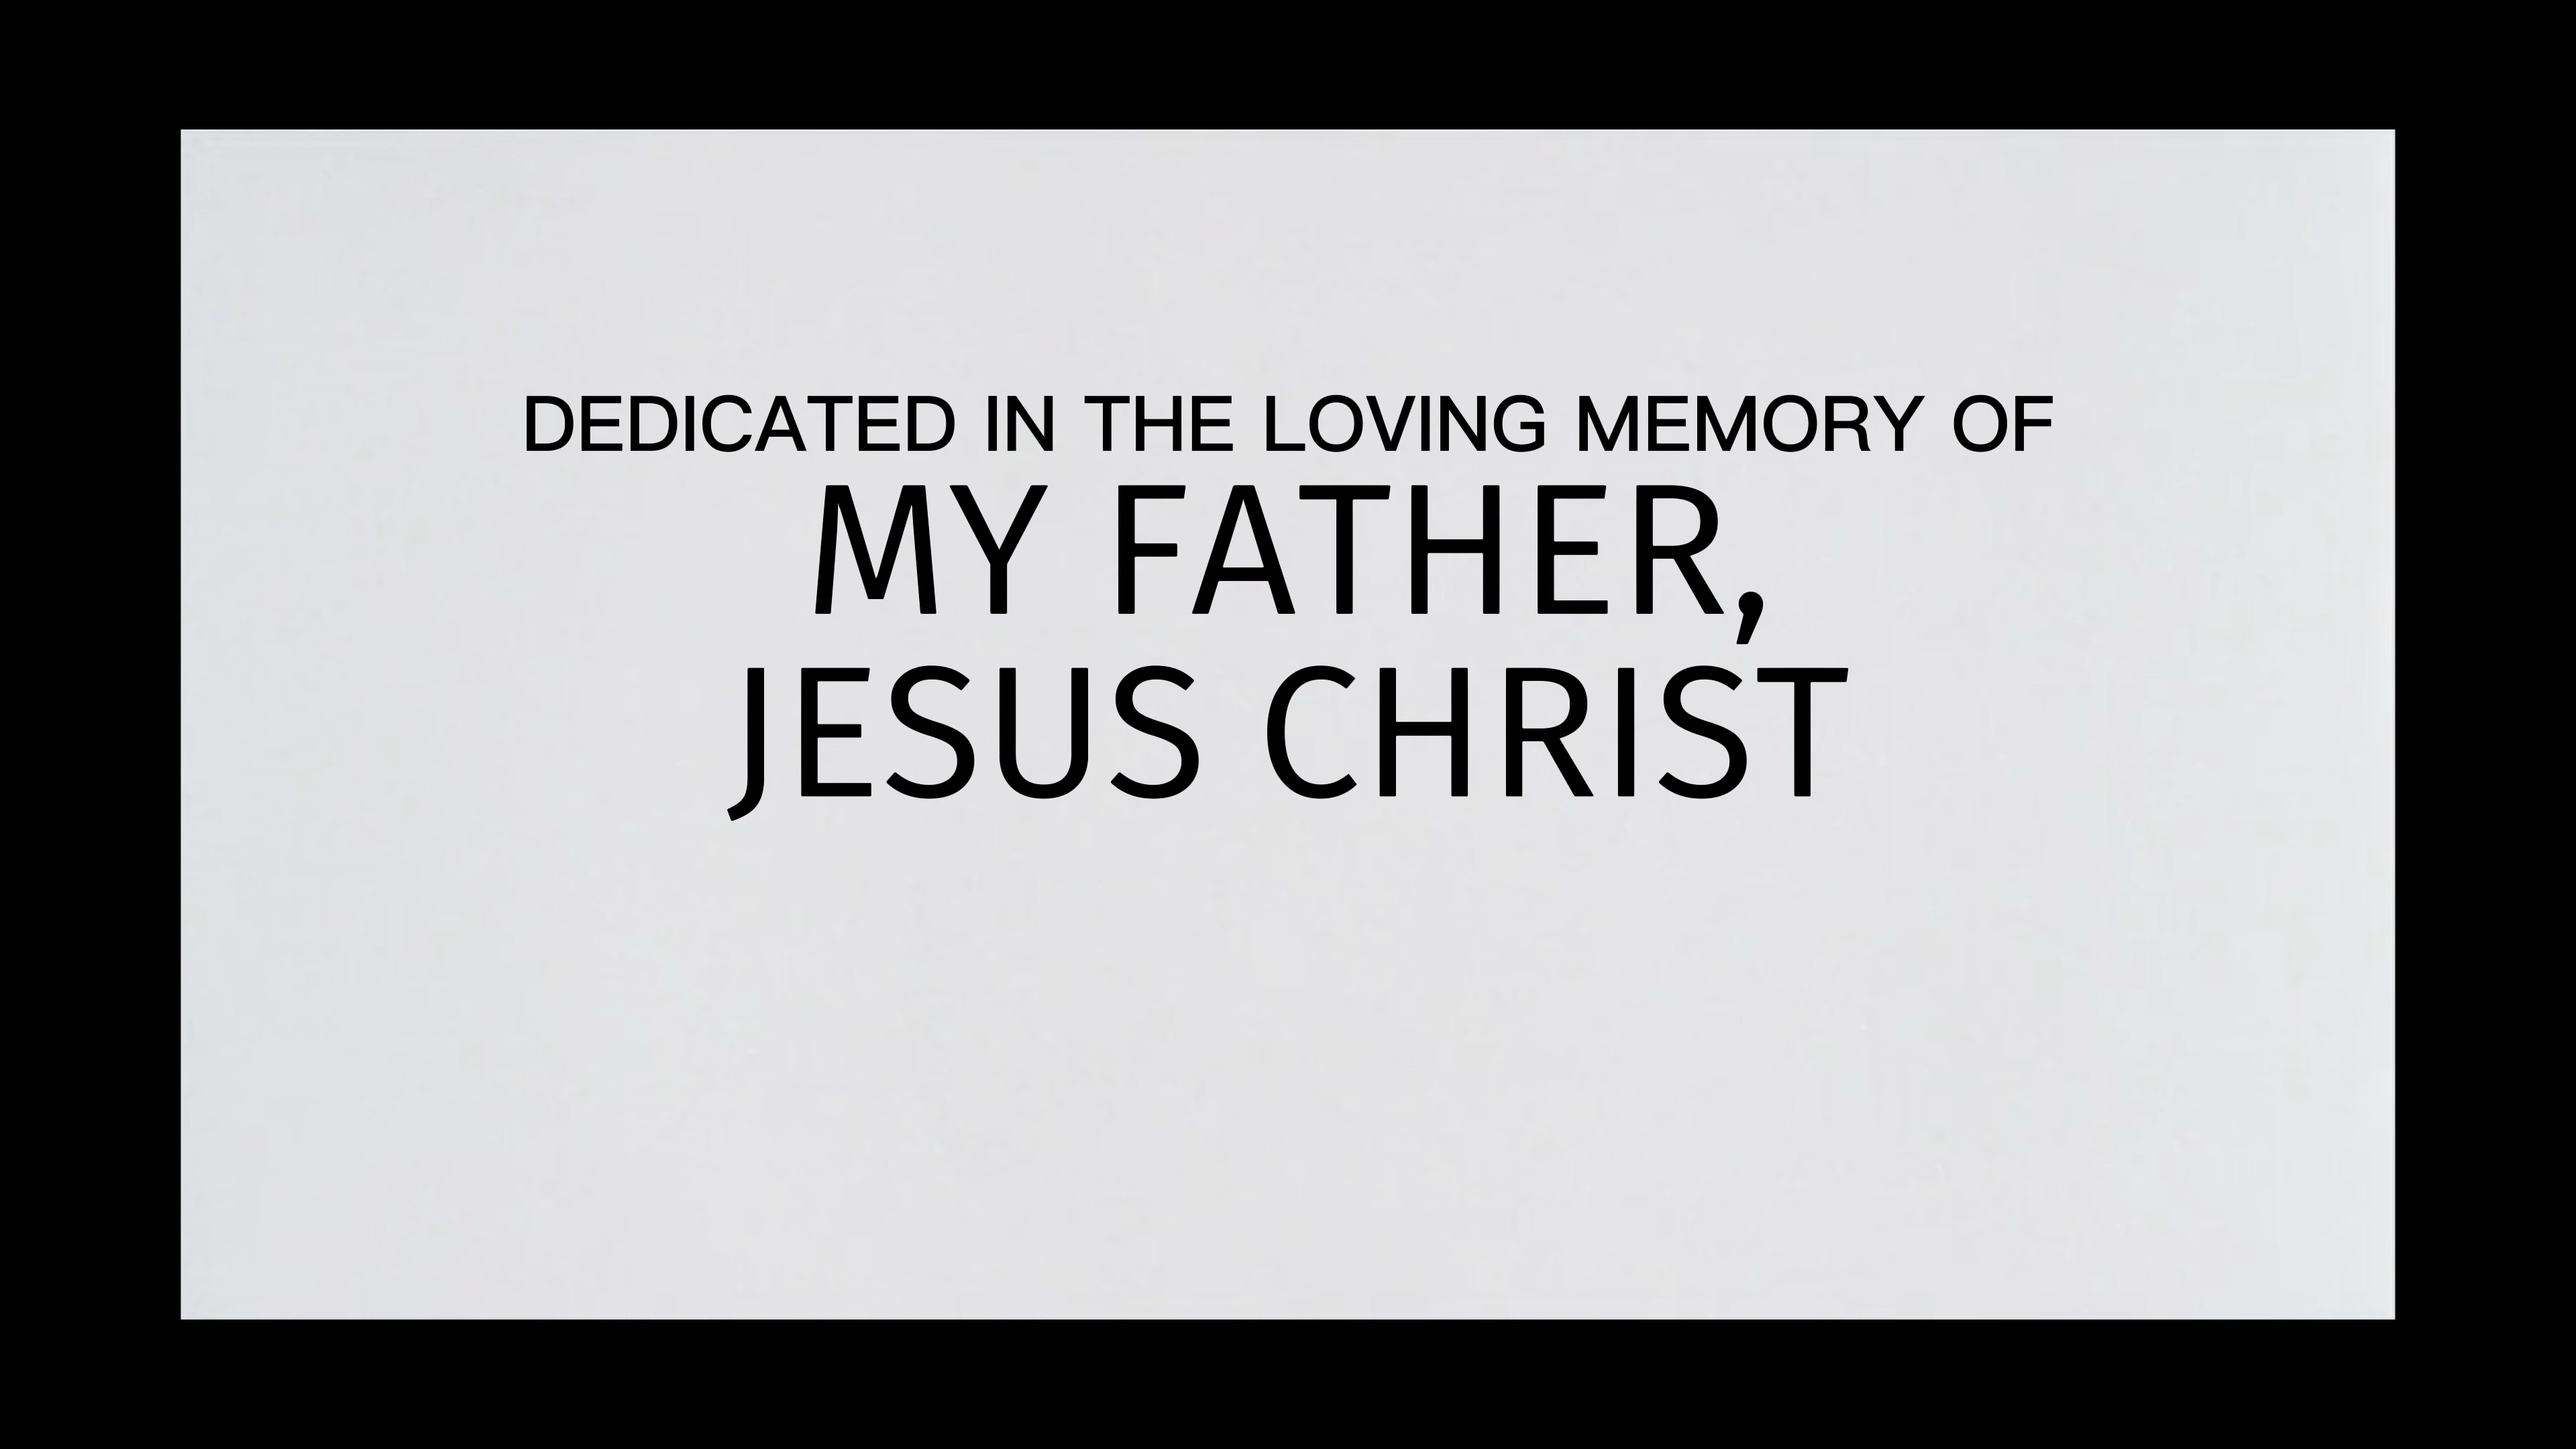 DEDICATED IN THE LOVING MEMORY OF
MY FATHER,
JESUS CHRIST